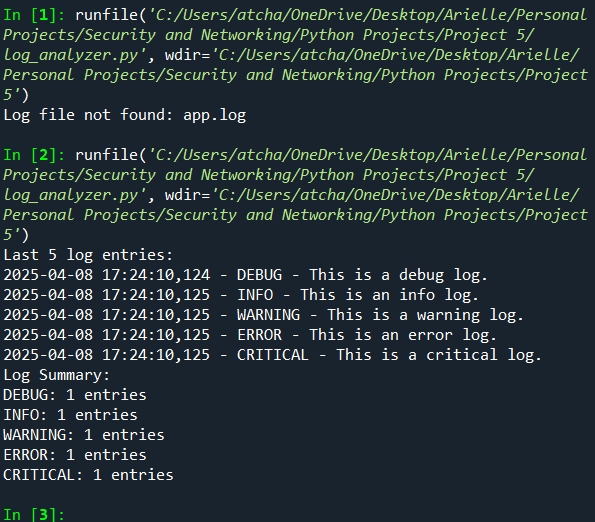 In [1]: runfile('C:/Users/atcha/OneDrive/Desktop/Arielle/Personal
Projects/Security and Networking/Python Projects/Project 5/
log_analyzer.py', wdir='C:/Users/atcha/OneDrive/Desktop/Arielle/
Personal Projects/Security and Networking/Python Projects/Project
5')
Log file not found: app.log

In [2]: runfile('C:/Users/atcha/OneDrive/Desktop/Arielle/Personal
Projects/Security and Networking/Python Projects/Project 5/
log_analyzer.py', wdir='C:/Users/atcha/OneDrive/Desktop/Arielle/
Personal Projects/Security and Networking/Python Projects/Project
5')
Last 5 log entries:
2025-04-08 17:24:10,124 - DEBUG - This is a debug log.
2025-04-08 17:24:10,125 - INFO - This is an info log.
2025-04-08 17:24:10,125 - WARNING - This is a warning log.
2025-04-08 17:24:10,125 - ERROR - This is an error log.
2025-04-08 17:24:10,125 - CRITICAL - This is a critical log.
Log Summary:
DEBUG: 1 entries
INFO: 1 entries
WARNING: 1 entries
ERROR: 1 entries
CRITICAL: 1 entries

In [3]: